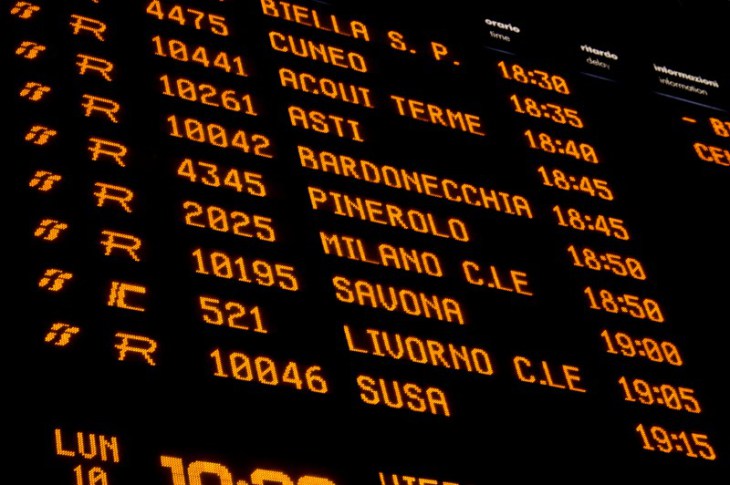 orario ritardo informazioni
time delay information
BIELLA S. P. 18:30
R 4475 CUNEO 18:35
R 10441 ACQUI TERME 18:40
R 10261 ASTI 18:45
R 10042 BARDONECCHIA 18:45
R 4345 PINEROLO 18:50
R 2025 MILANO C.LE 18:50
R 10195 SAVONA 19:00
IC 521 LIVORNO C.LE 19:05
R 10046 SUSA 19:15
LUN
10